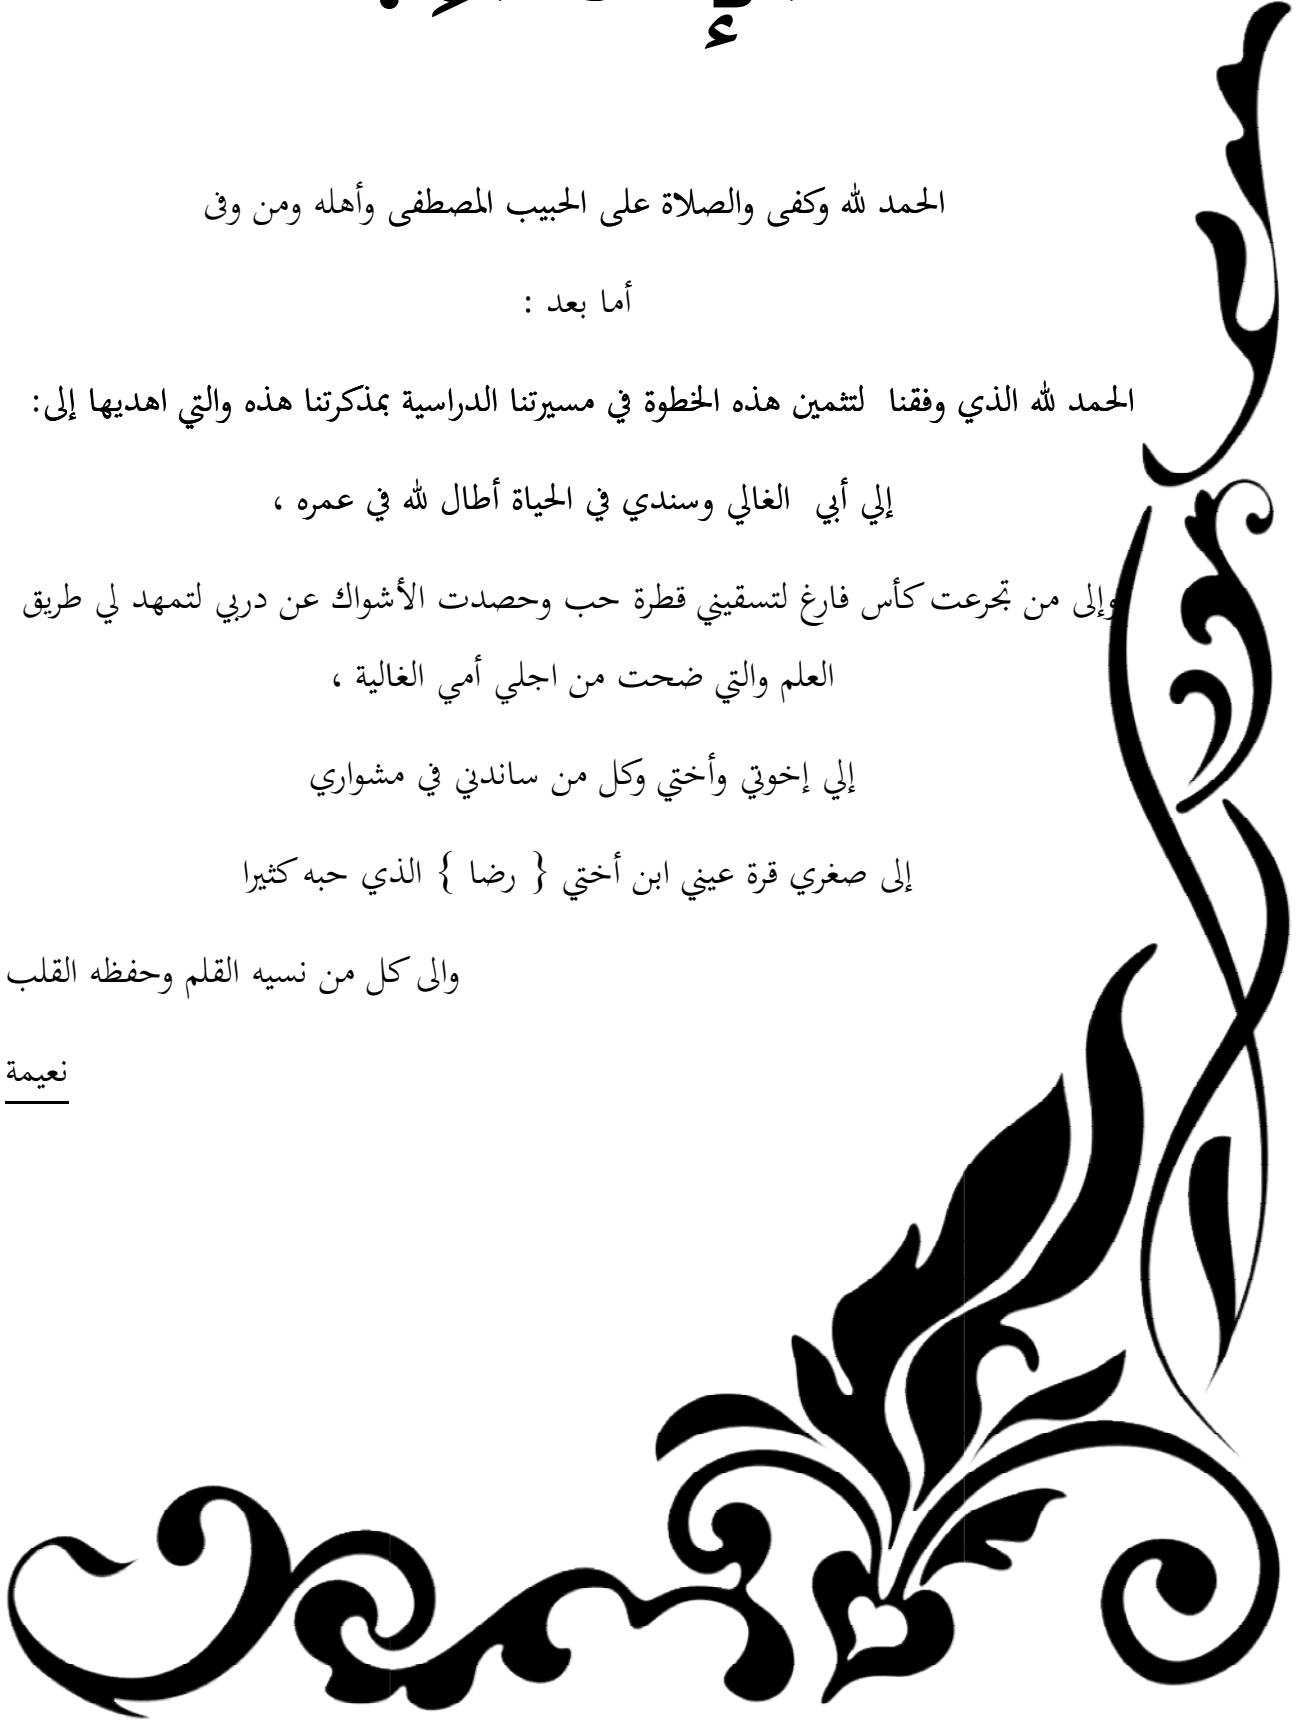 الحمد لله وكفى والصلاة على الحبيب المصطفى وأهله ومن وفى
أما بعد :
الحمد لله الذي وفقنا لتثمين هذه الخطوة في مسيرتنا الدراسية بمذكرتنا هذه والتي اهديها إلى:
إلي أبي الغالي وسندي في الحياة أطال لله في عمره ،
وإلى من تجرعت كأس فارغ لتسقيني قطرة حب وحصدت الأشواك عن دربي لتمهد لي طريق
العلم والتي ضحت من اجلي أمي الغالية ،
إلي إخوتي وأختي وكل من ساندني في مشواري
إلى صغري قرة عيني ابن أختي { رضا } الذي حبه كثيرا
والى كل من نسيه القلم وحفظه القلب
نعيمة